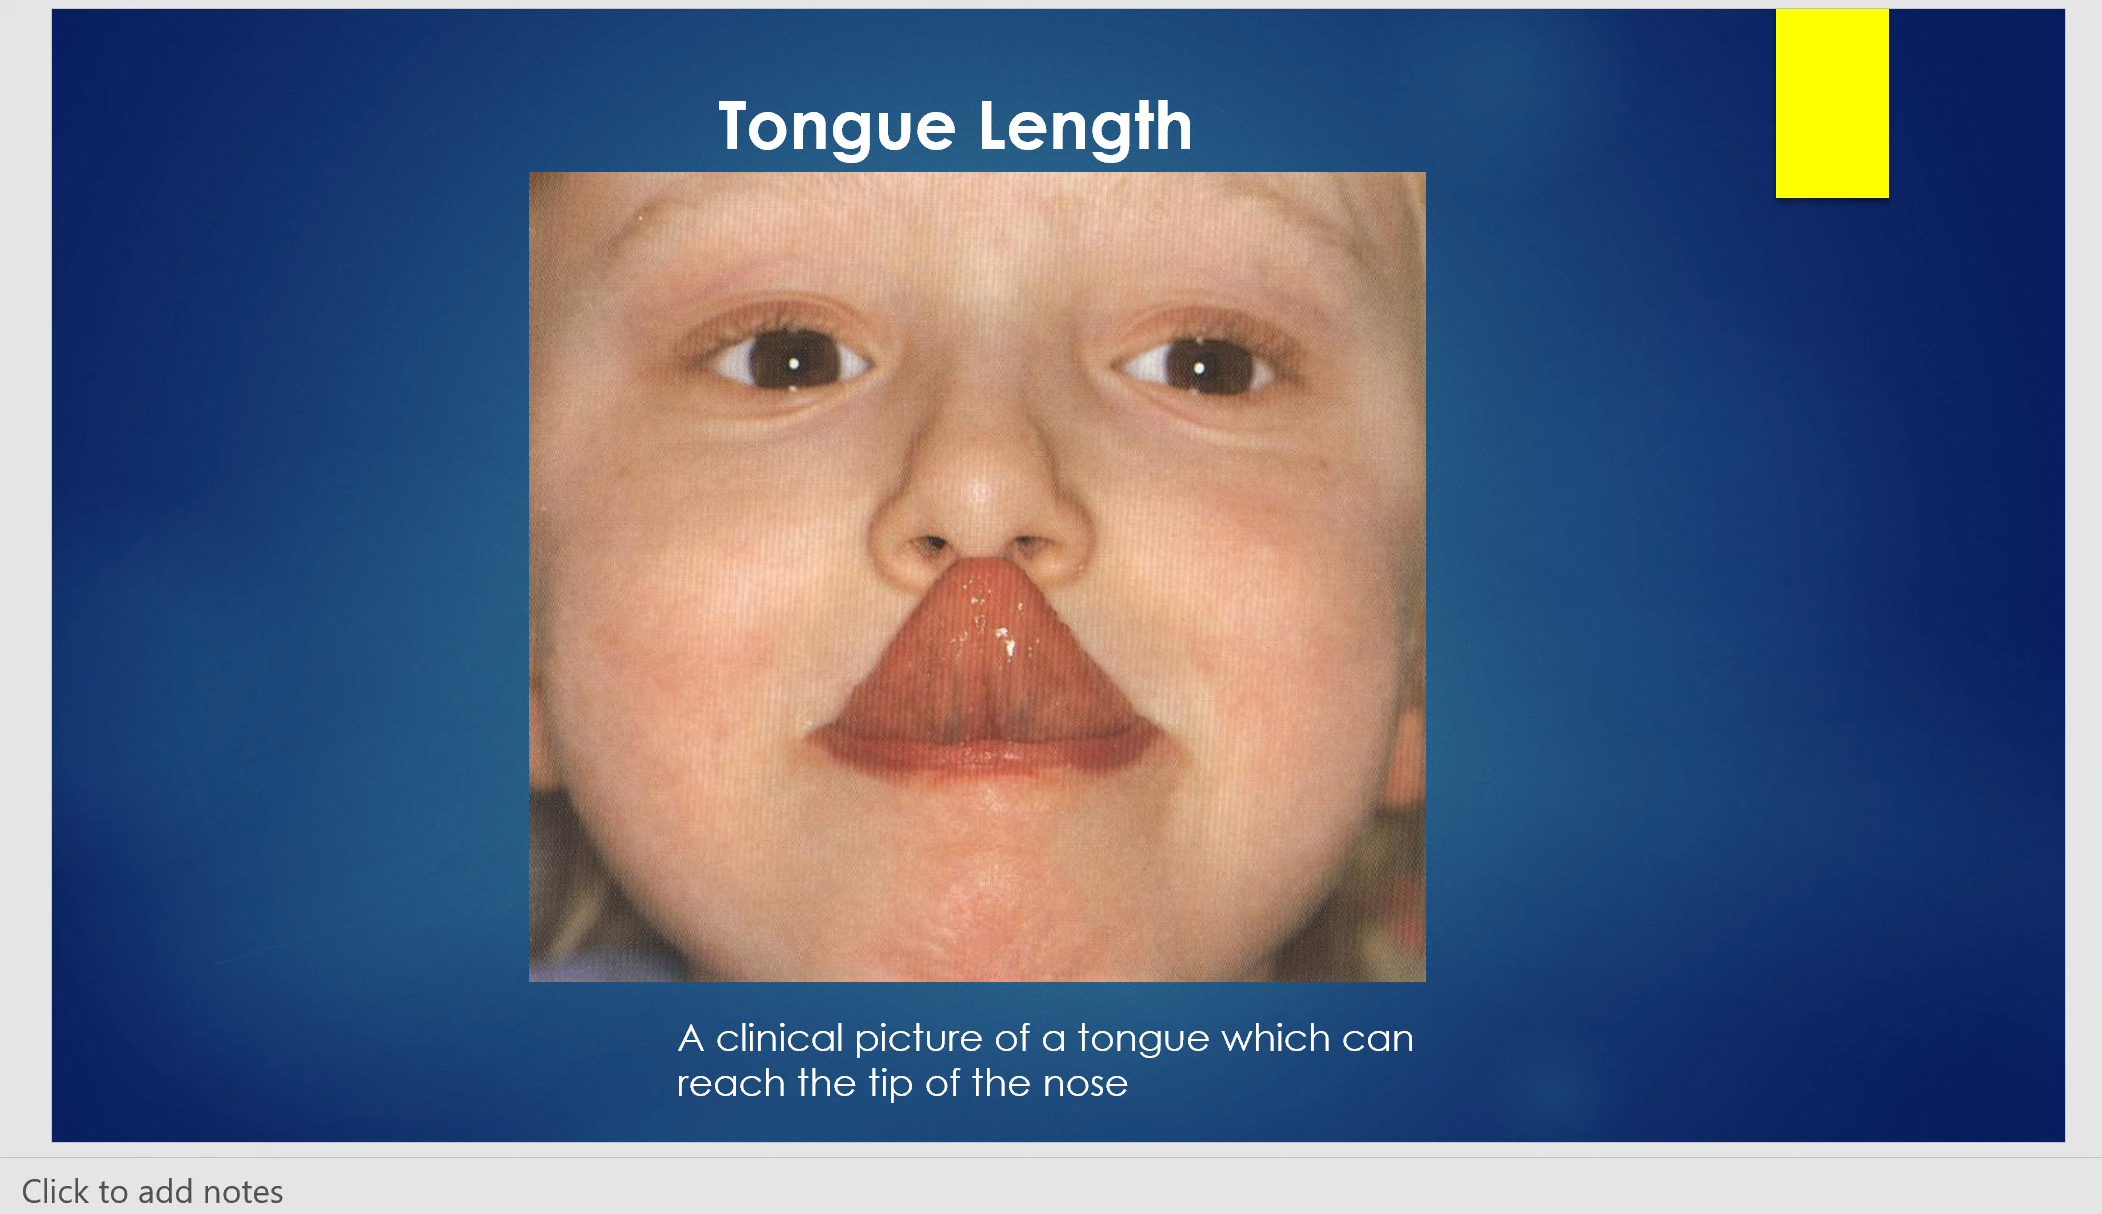 Tongue Length
A clinical picture of a tongue which can
reach the tip of the nose
Click to add notes